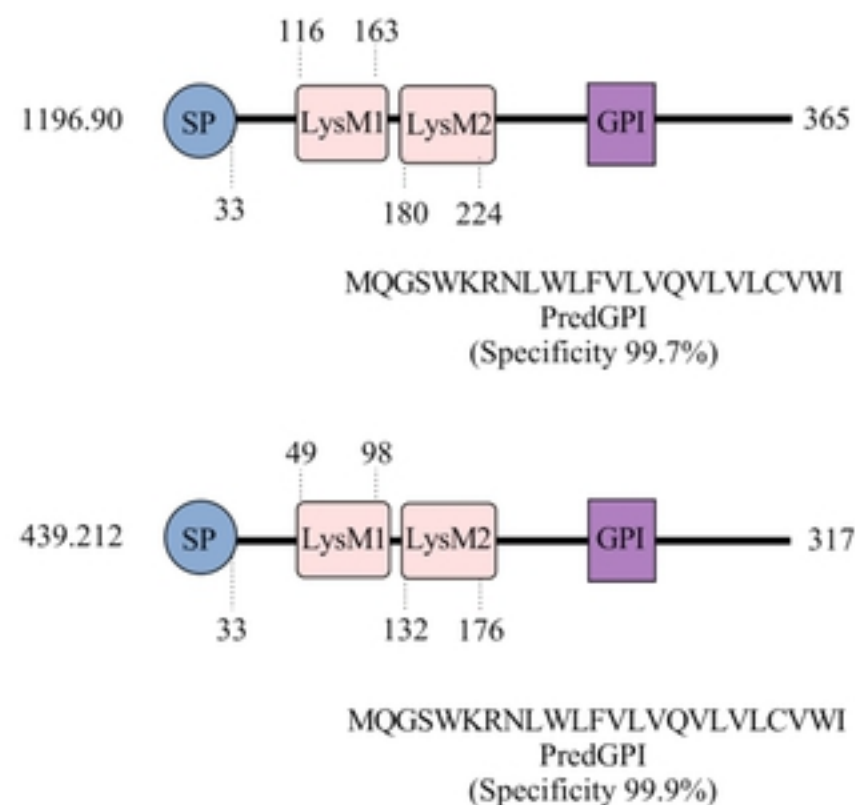 116 163
1196.90 SP LysM1 LysM2 GPI 365
33 180 224
MQGSWKRNLWLFVLVQVLVLCVWI
PredGPI
(Specificity 99.7%)
49 98
439.212 SP LysM1 LysM2 GPI 317
33 132 176
MQGSWKRNLWLFVLVQVLVLCVWI
PredGPI
(Specificity 99.9%)